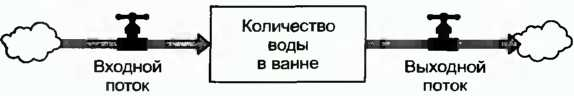 Количество
воды
в ванне
Входной
поток
Выходной
поток